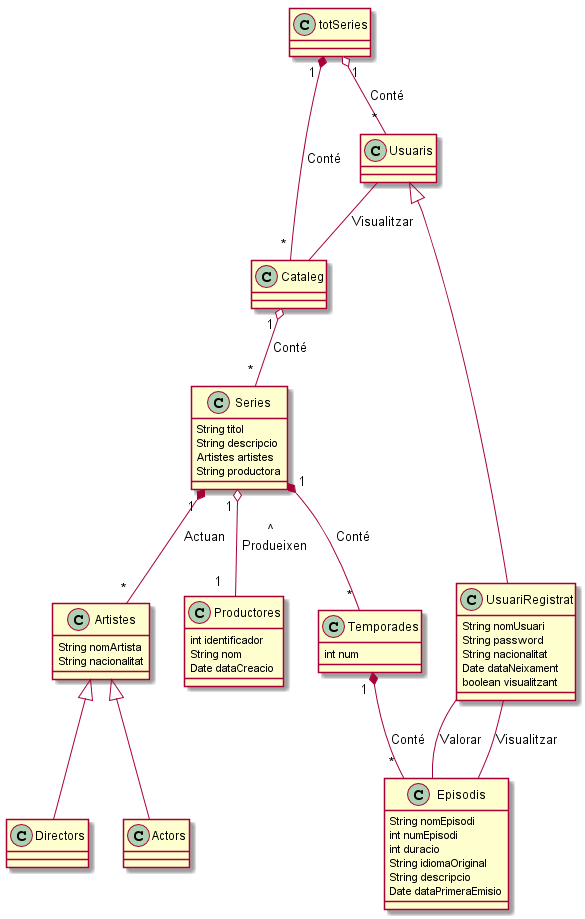 C totSeries
1
1
Conté
*
C Usuaris
Conté
Visualitzar
*
C Cataleg
1
Conté
*
C Series
String titol
String descripcio
Artistes artistes
String productora
1
1
1
Actuan
^
Produeixen
Conté
*
1
*
C Artistes
String nomArtista
String nacionalitat
C Productores
int identificador
String nom
Date dataCreacio
C Temporades
int num
C UsuariRegistrat
String nomUsuari
String password
String nacionalitat
Date dataNeixament
boolean visualitzant
1
Conté
Valorar
Visualitzar
*
C Directors
C Actors
C Episodis
String nomEpisodi
int numEpisodi
int duracio
String idiomaOriginal
String descripcio
Date dataPrimeraEmisio